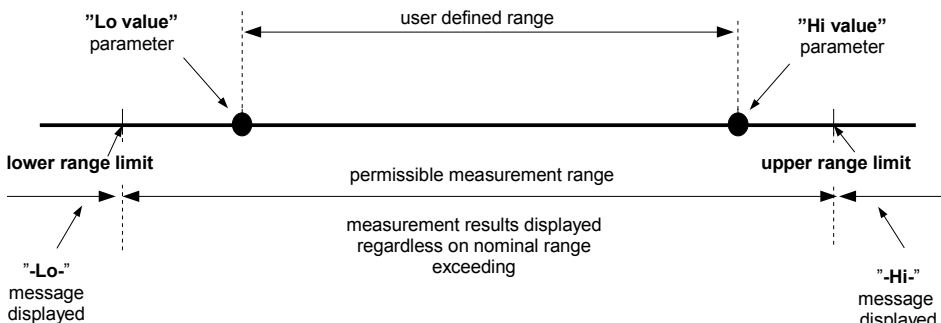 ”Lo value”
parameter
user defined range
”Hi value”
parameter
lower range limit
upper range limit
permissible measurement range
measurement results displayed
regardless on nominal range
exceeding
”-Lo-”
message
displayed
”-Hi-”
message
displayed